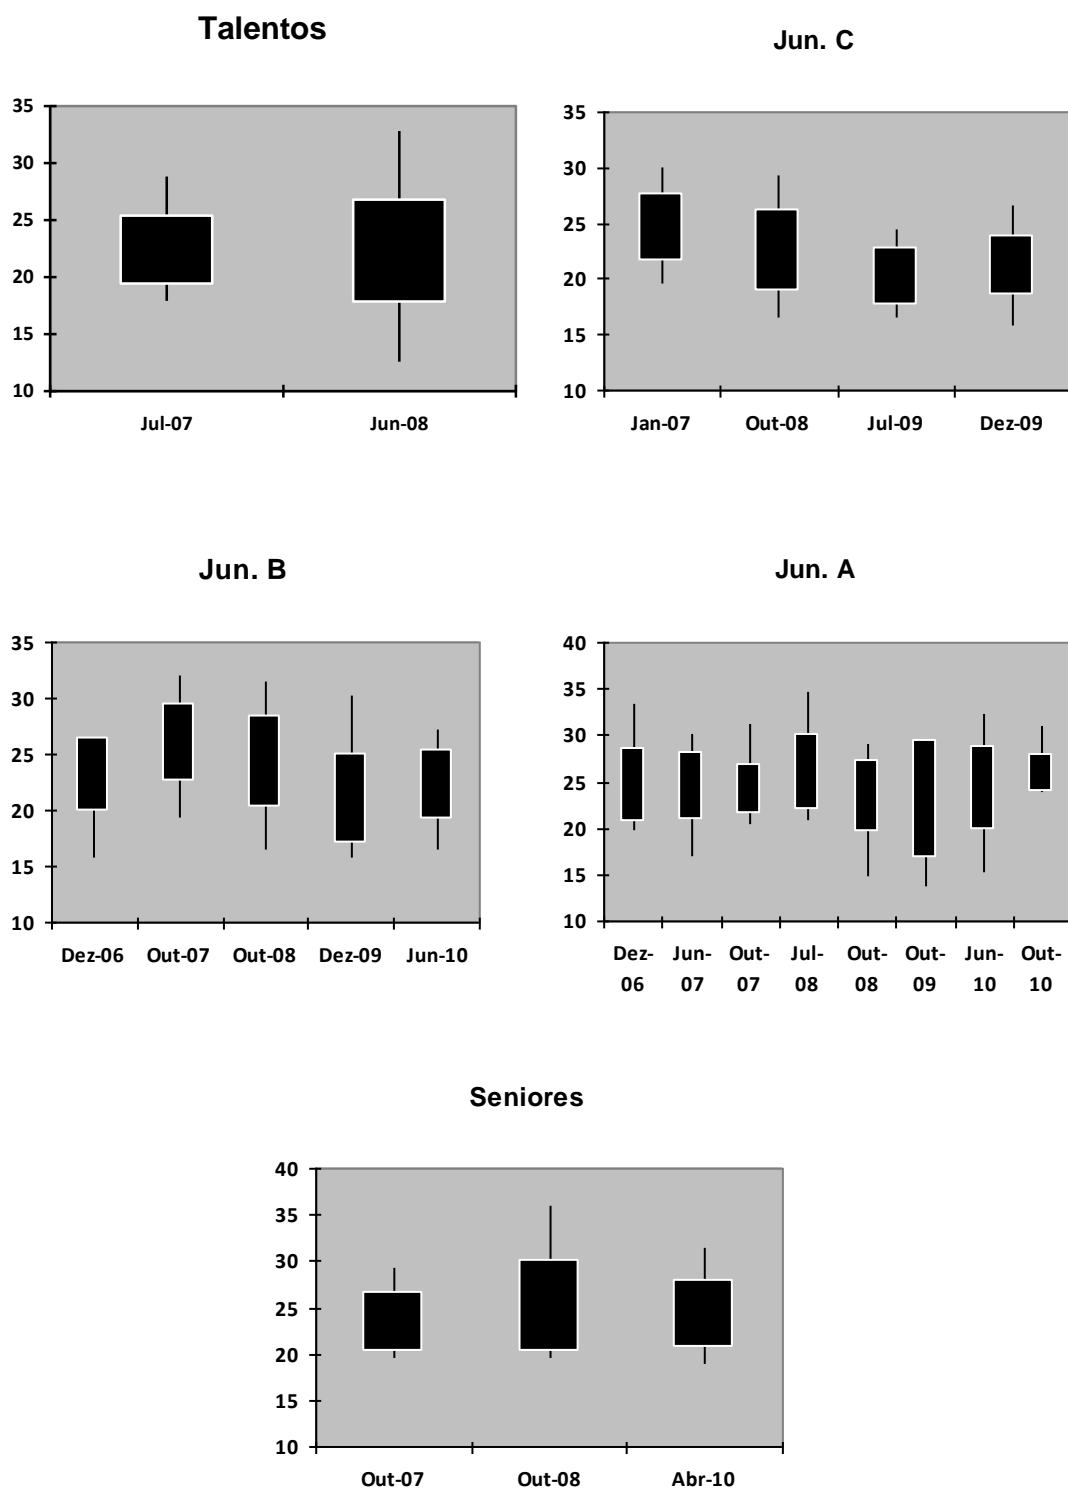 Talentos
35
30
25
20
15
10
Jul-07 Jun-08
Jun. C
35
30
25
20
15
10
Jan-07 Out-08 Jul-09 Dez-09
Jun. B
35
30
25
20
15
10
Dez-06 Out-07 Out-08 Dez-09 Jun-10
Jun. A
40
35
30
25
20
15
10
Dez- Jun- Out- Jul- Out- Out- Jun- Out-
06 07 07 08 08 09 10 10
Seniores
40
35
30
25
20
15
10
Out-07 Out-08 Abr-10